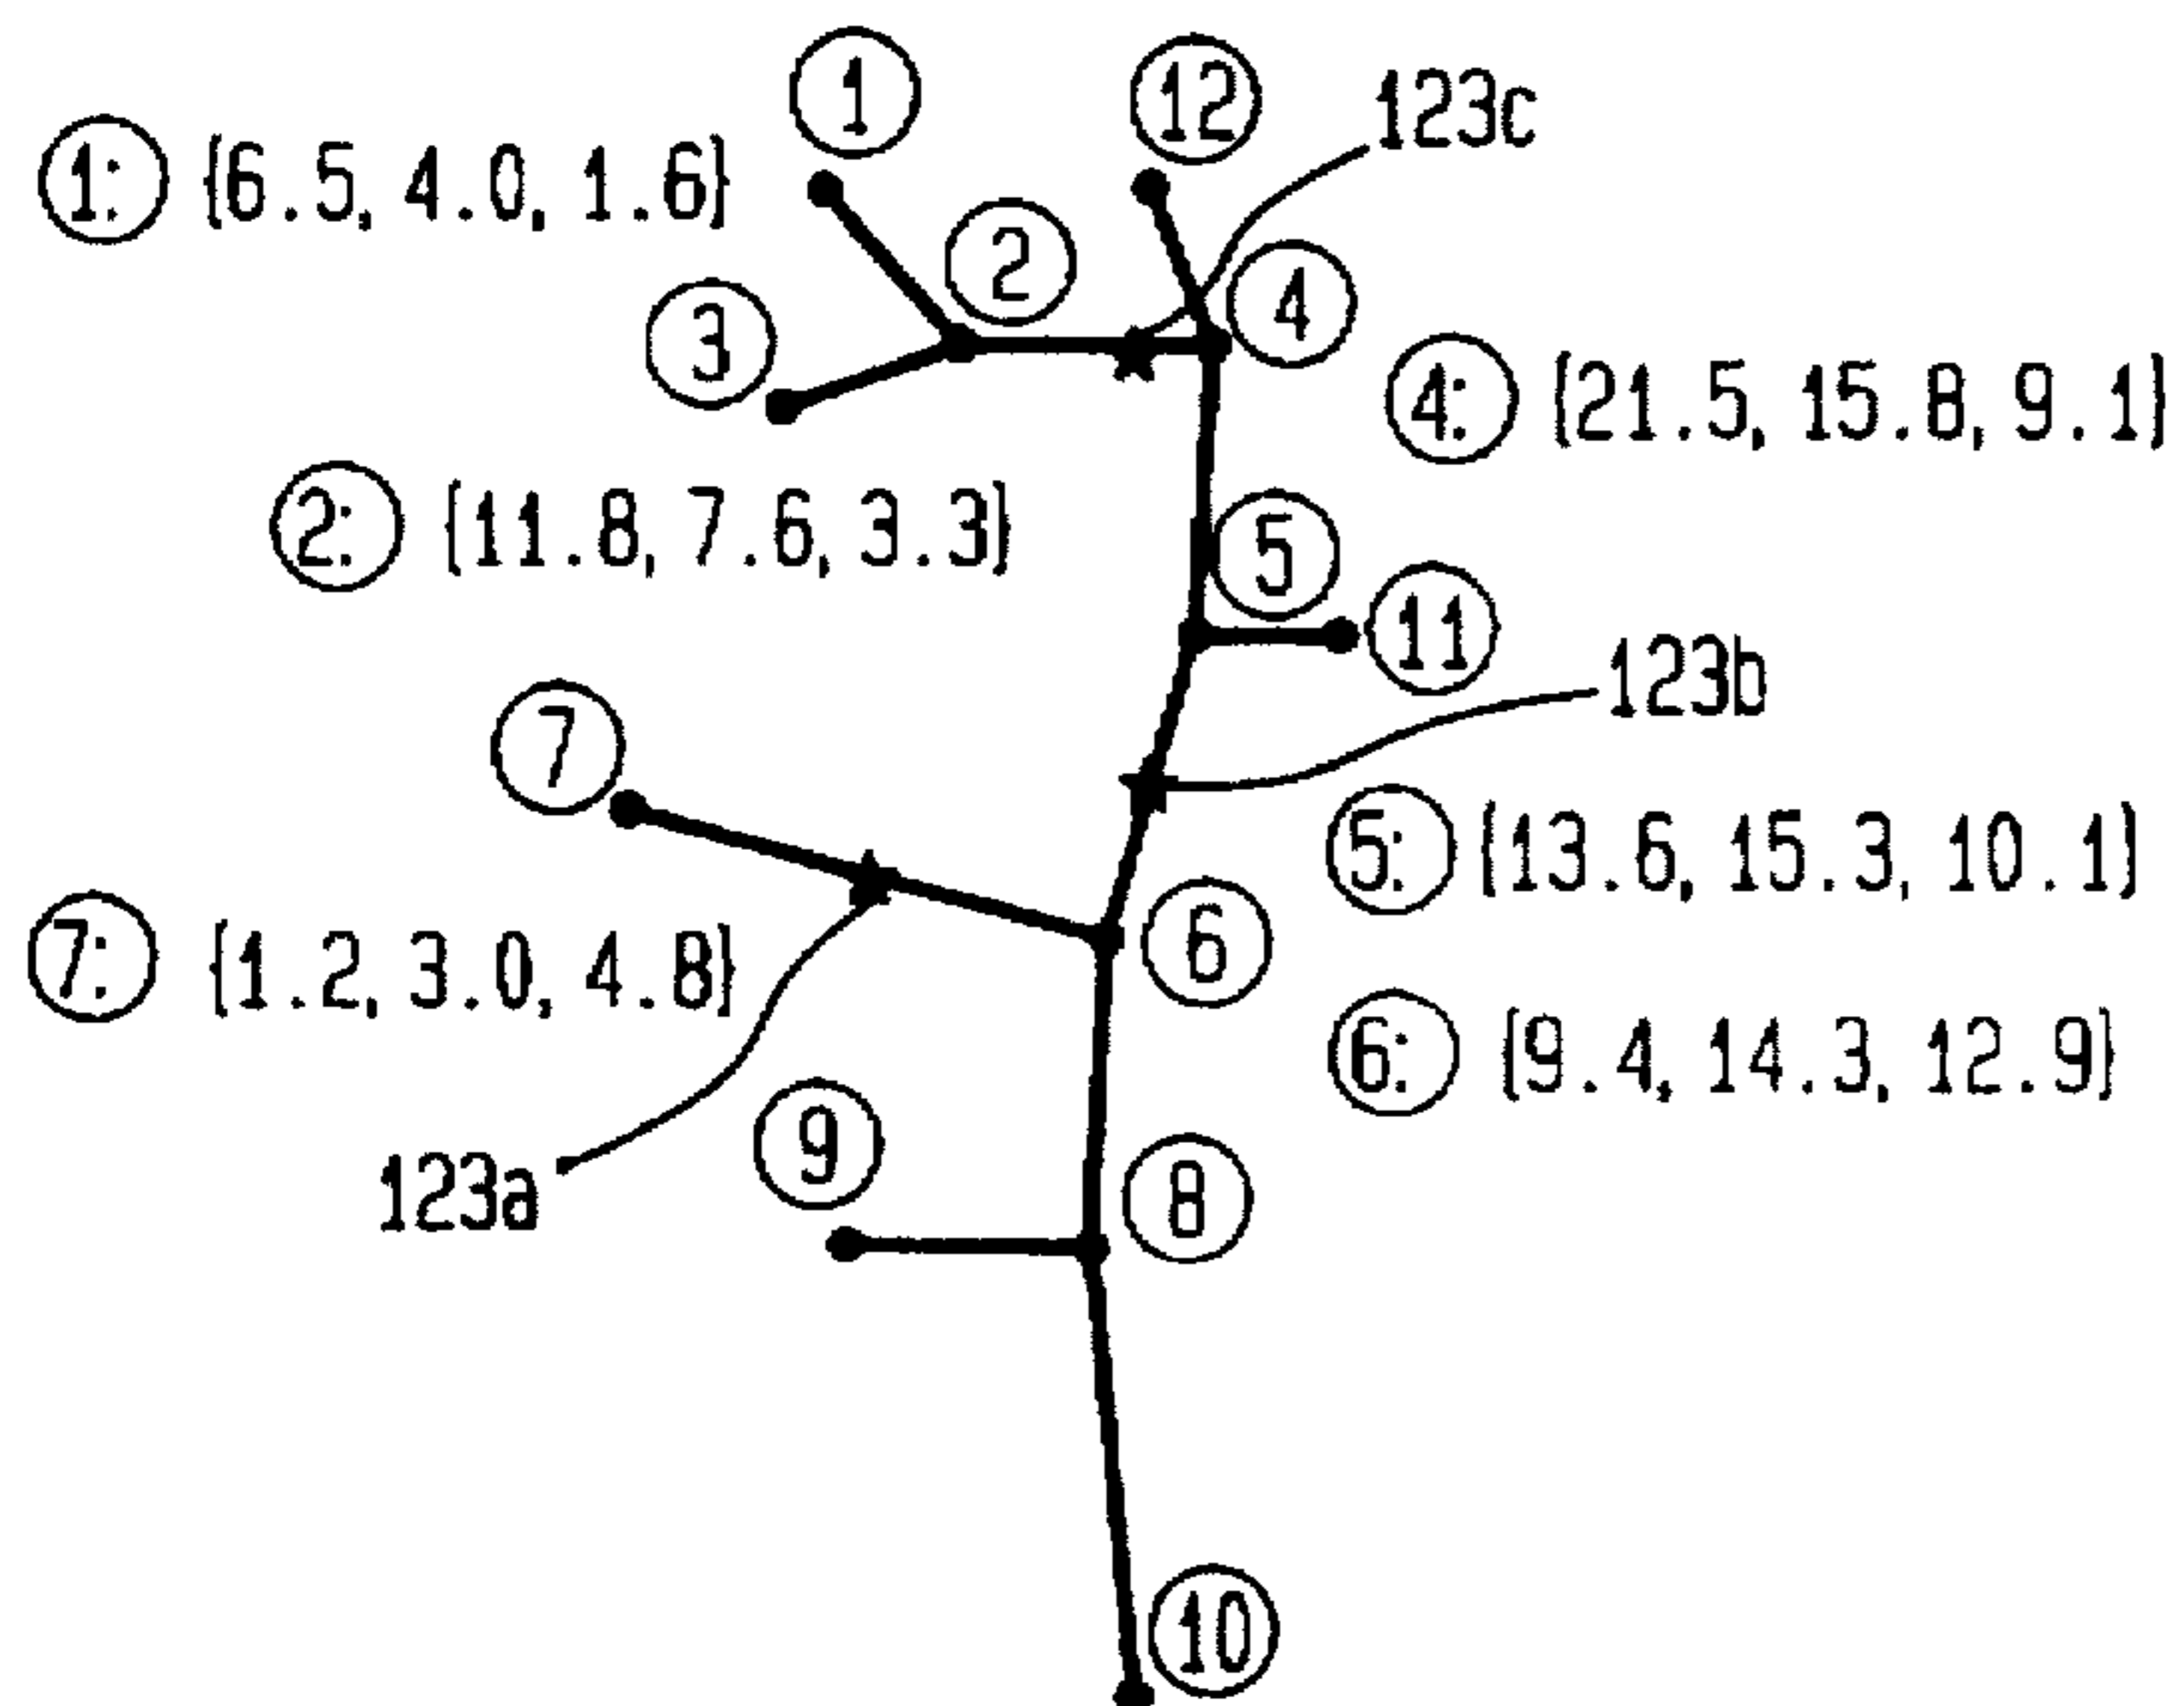 1
12
123c
1: {6.5, 4.0, 1.6}
2
4
3
4: {21.5, 15.8, 9.1}
2: {11.8, 7.6, 3.3}
5
11
123b
7
5: {13.6, 15.3, 10.1}
6
7: {1.2, 3.0, 4.8}
6: {9.4, 14.3, 12.9}
9
123a
8
10